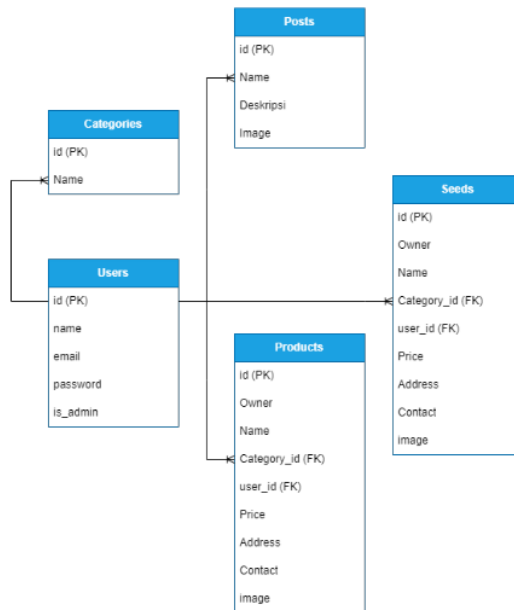 Posts
id (PK)
Name
Deskripsi
Image
Categories
id (PK)
Name
Users
id (PK)
name
email
password
is_admin
Seeds
id (PK)
Owner
Name
Category_id (FK)
user_id (FK)
Price
Address
Contact
image
Products
id (PK)
Owner
Name
Category_id (FK)
user_id (FK)
Price
Address
Contact
image